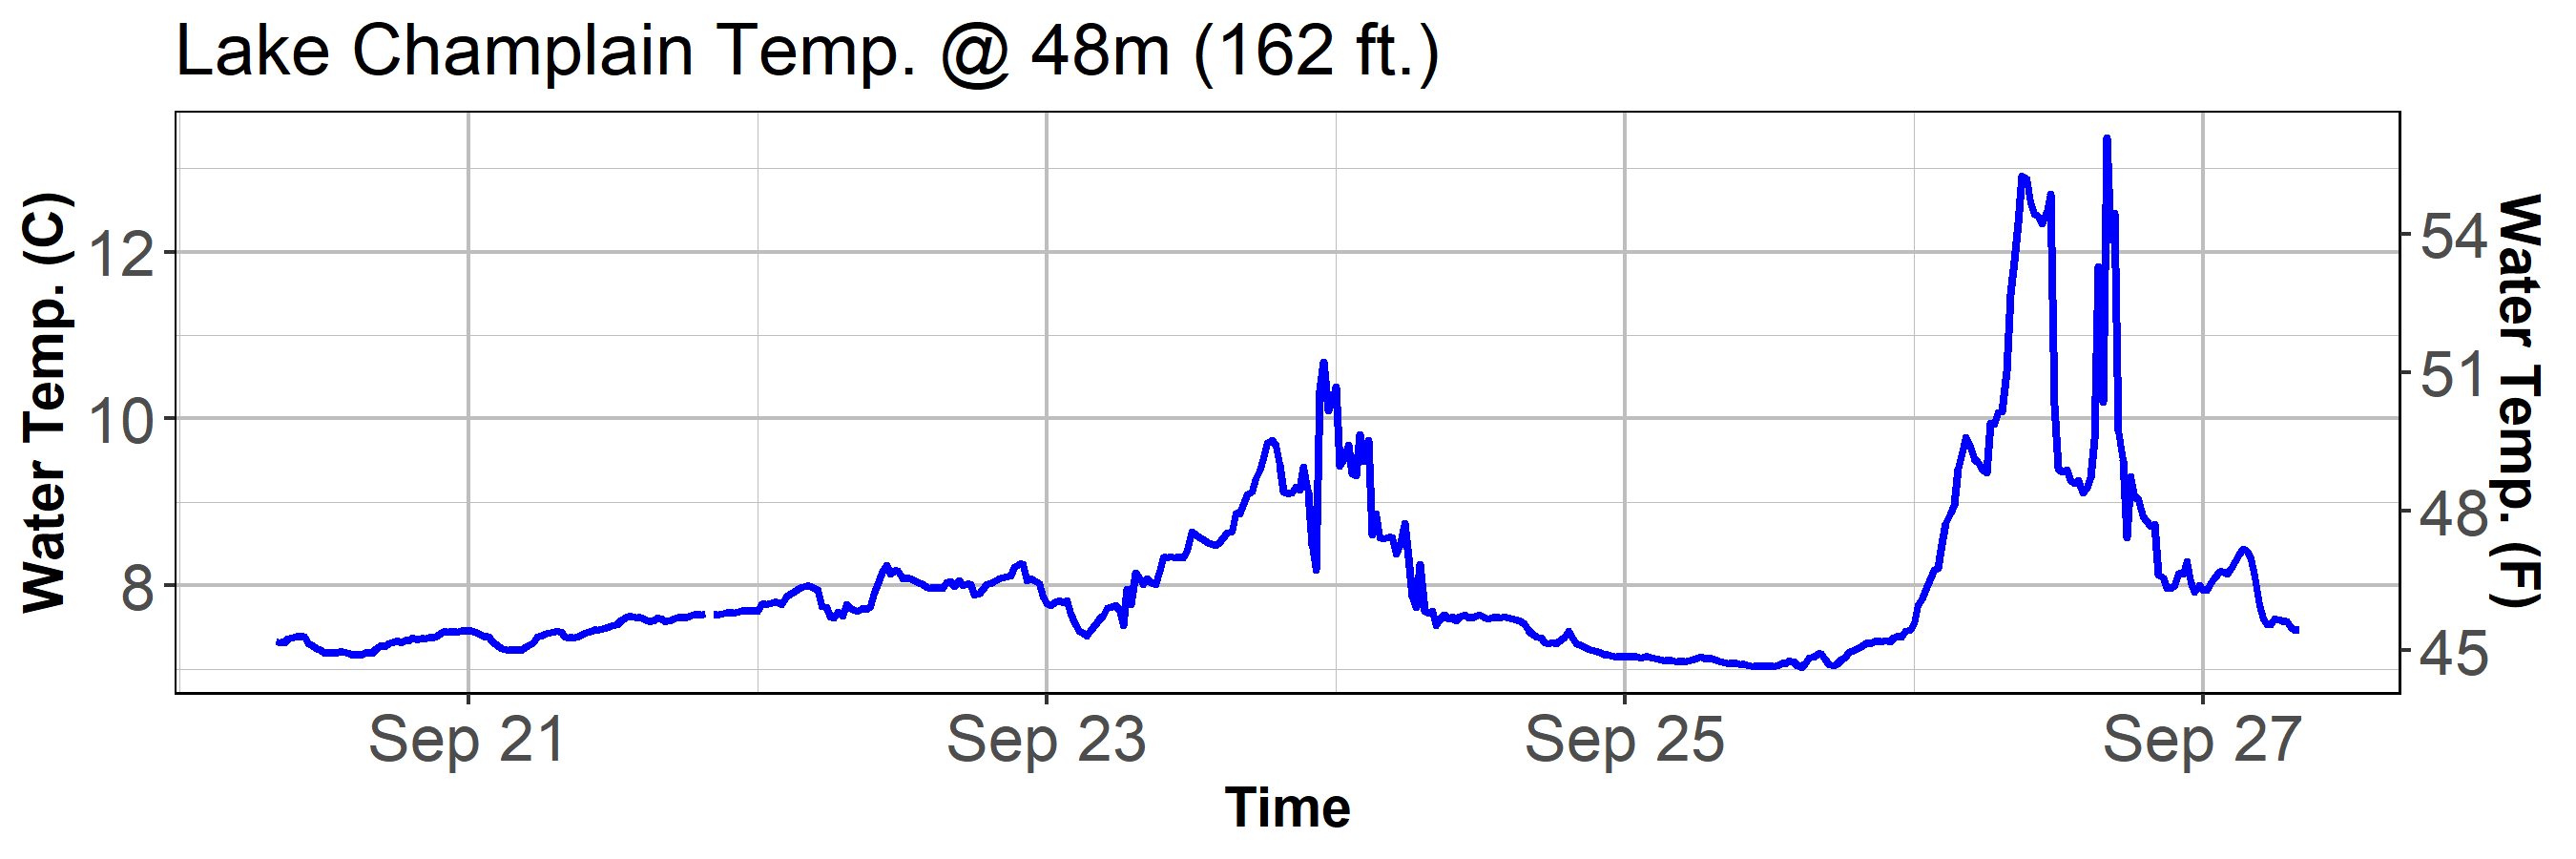 Lake Champlain Temp. @ 48m (162 ft.)
Water Temp. (C)
12
10
8
54
51
48
45
Water Temp. (F)
Sep 21 Sep 23 Sep 25 Sep 27
Time